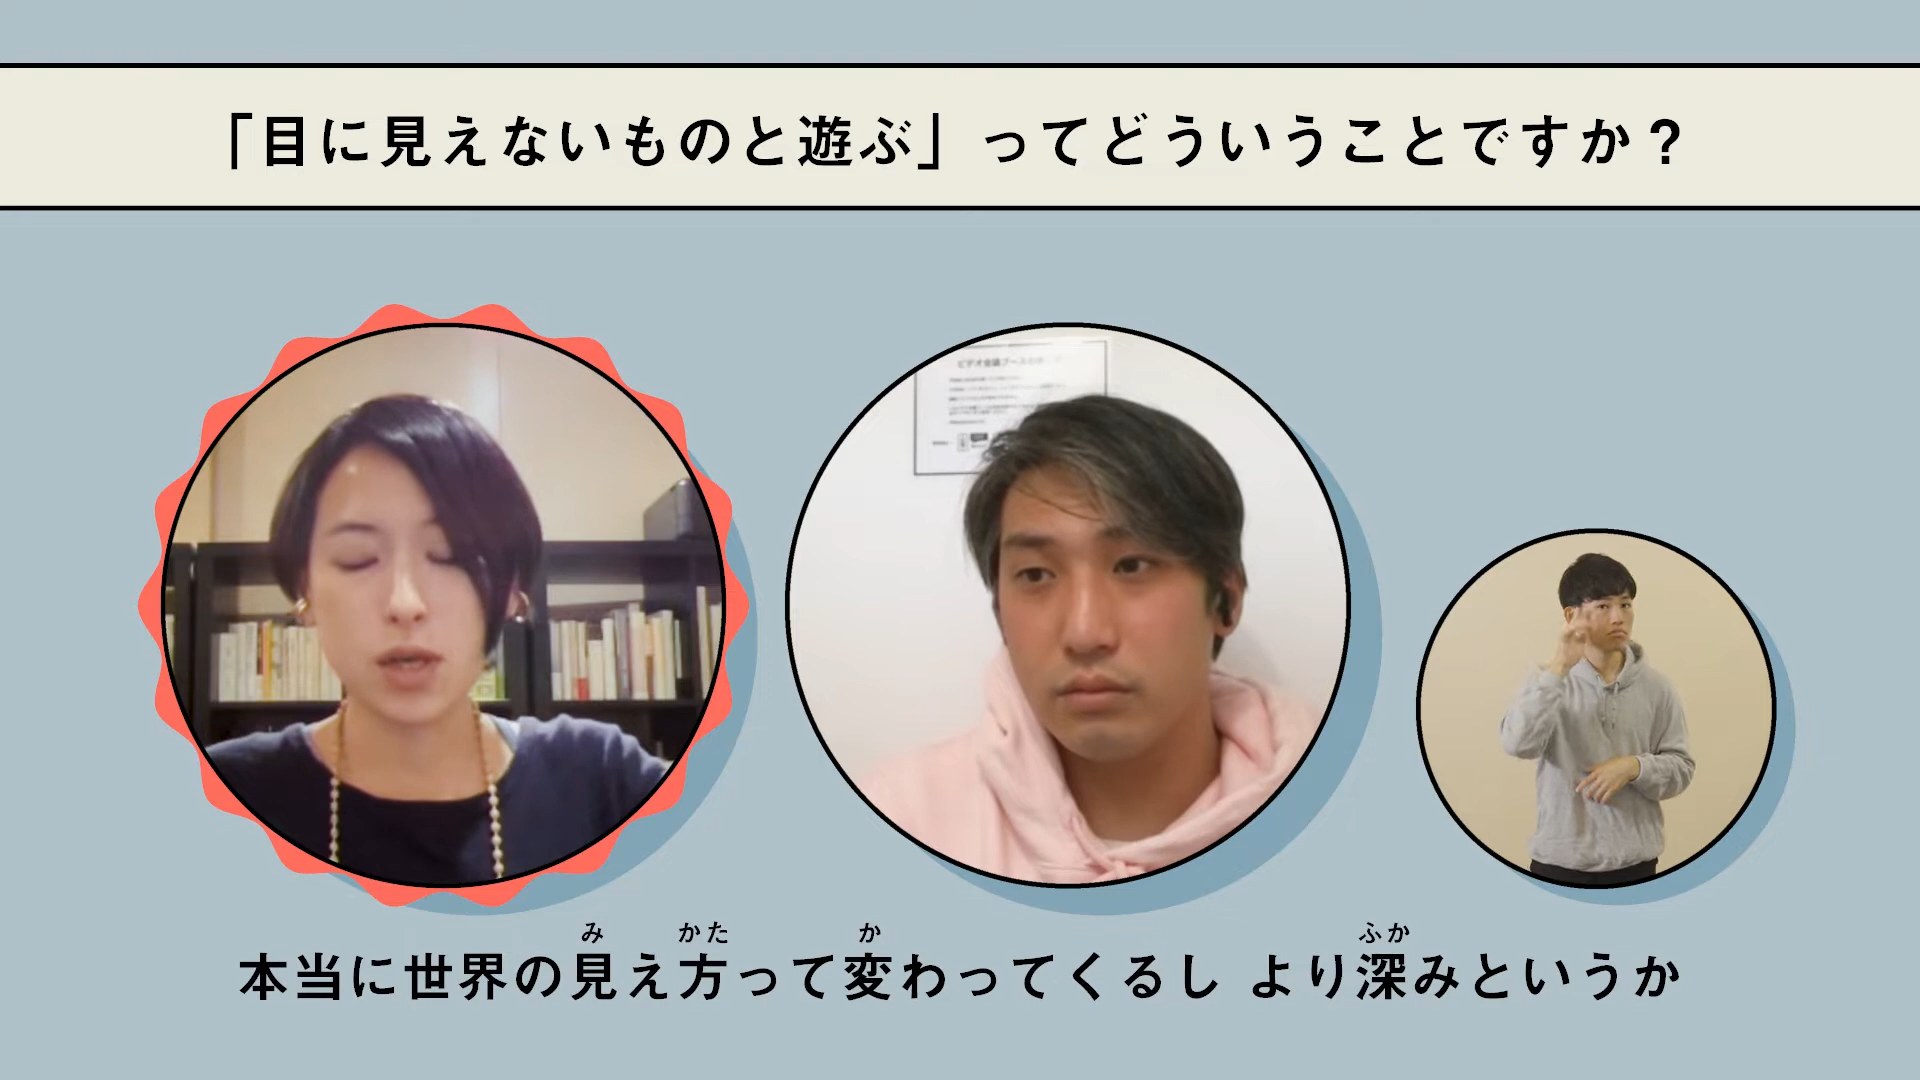 「目に見えないものと遊ぶ」ってどういうことですか？
み かた か ふか
本当に世界の見え方って変わってくるし より深みというか